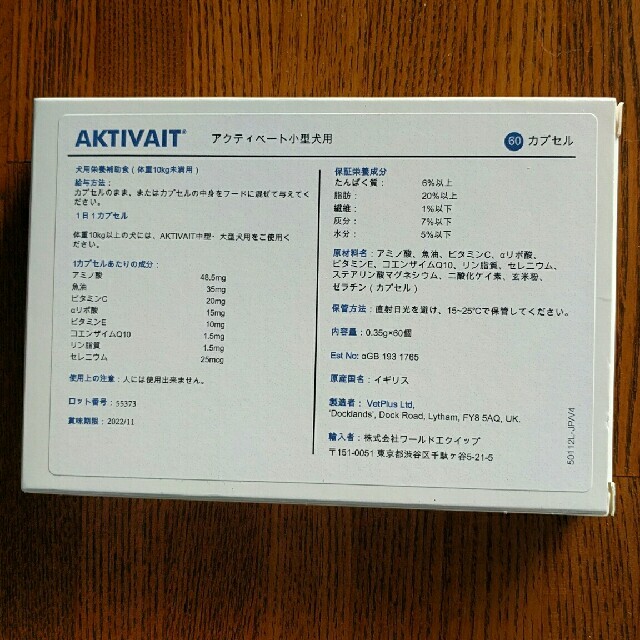 AKTIVAIT® アクティベート小型犬用 60 カプセル
犬用栄養補助食（体重10kg未満用）
給与方法：
カプセルのまま、またはカプセルの中身をフードに混ぜて与えてく
ださい。
1日1カプセル
体重10kg以上の犬には、AKTIVAIT中型・大型犬用をご使用く
ださい。
1カプセルあたりの成分：
アミノ酸 48.5mg
魚油 35mg
ビタミンC 20mg
αリポ酸 15mg
ビタミンE 10mg
コエンザイムQ10 1.5mg
リン脂質 1.5mg
セレニウム 25mcg
使用上の注意：人には使用出来ません。
ロット番号：55373
賞味期限：2022/11
保証栄養成分
たんぱく質： 6%以上
脂肪： 20%以上
繊維： 1%以下
灰分： 7%以下
水分： 5%以下
原材料名：アミノ酸、魚油、ビタミンC、αリポ酸、
ビタミンE、コエンザイムQ10、リン脂質、セレニウム、
ステアリン酸マグネシウム、二酸化ケイ素、玄米粉、
ゼラチン（カプセル）
保管方法：直射日光を避け、15~25°Cで保管してください。
内容量：0.35g×60個
Est No: αGB 193 1765
原産国名：イギリス
製造者：VetPlus Ltd,
'Docklands', Dock Road, Lytham, FY8 5AQ, UK.
輸入者：株式会社ワールドエクイップ
〒151-0051 東京都渋谷区千駄ヶ谷5-21-5
50112L-JP/V4